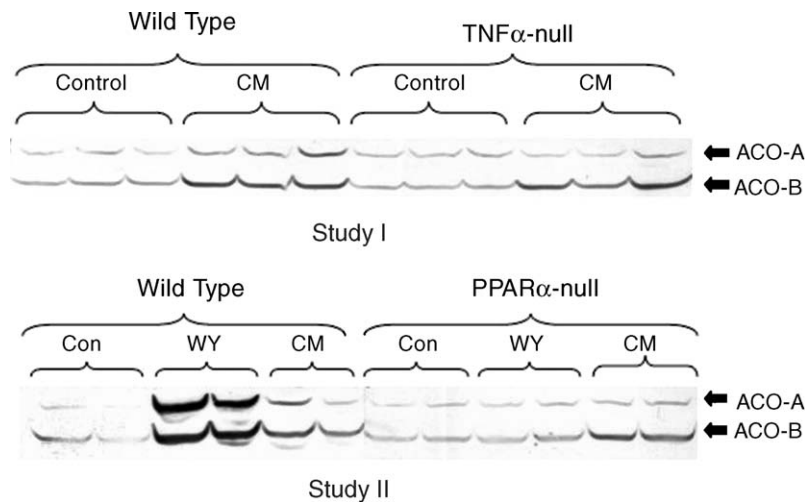 Wild Type TNFα-null
Control CM Control CM
ACO-A
ACO-B
Study I
Wild Type PPARα-null
Con WY CM Con WY CM
ACO-A
ACO-B
Study II